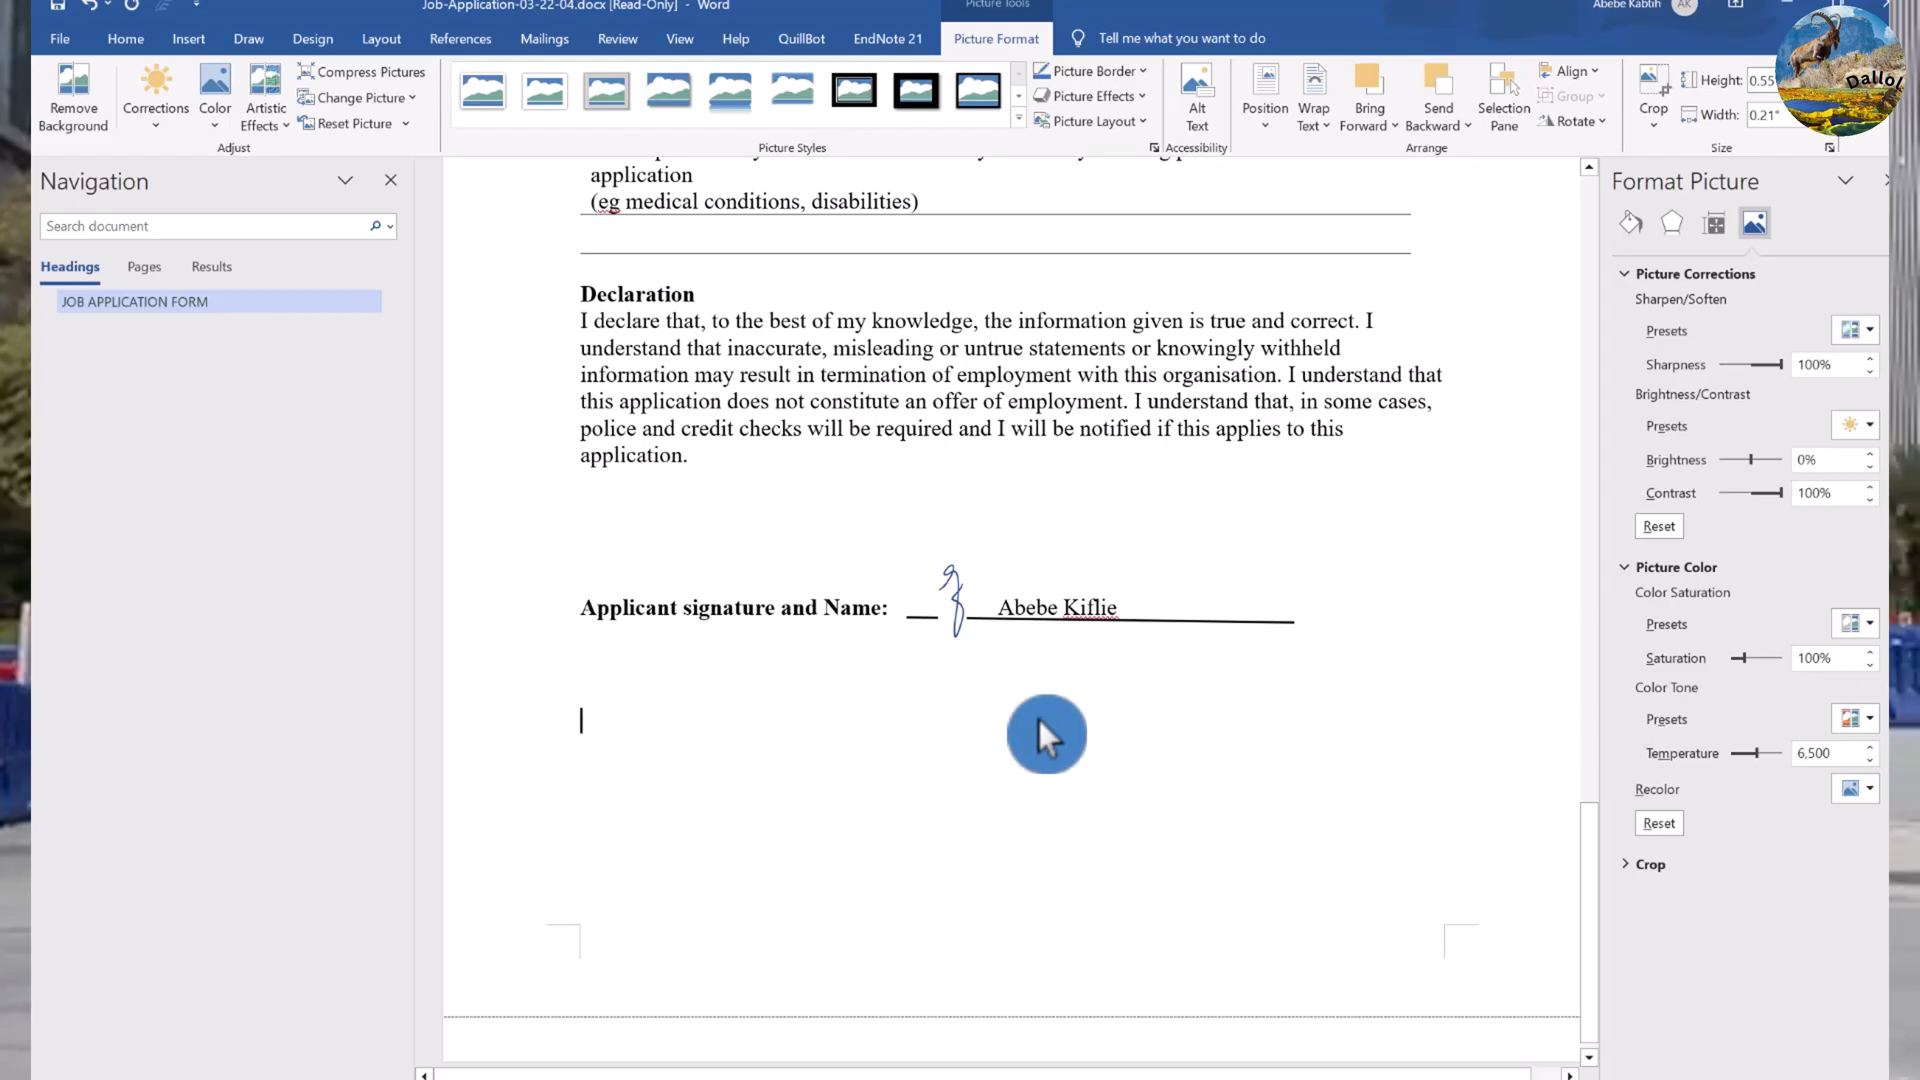 Job-Application-03-22-04.docx [Read-Only] - Word
Picture Tools
Abebe Kabtih
AK
File
Home
Insert
Draw
Design
Layout
References
Mailings
Review
View
Help
QuillBot
EndNote 21
Picture Format
Tell me what you want to do
Remove
Background
Corrections
Color
Artistic
Effects
Compress Pictures
Change Picture
Reset Picture
Adjust
Picture Styles
Picture Border
Picture Effects
Picture Layout
Alt
Text
Accessibility
Position
Wrap
Text
Bring
Forward
Send
Backward
Selection
Pane
Align
Group
Rotate
Arrange
Crop
Height: 0.55"
Width: 0.21"
Size
Dallol
Navigation
Search document
Headings
Pages
Results
JOB APPLICATION FORM
application
(eg medical conditions, disabilities)
Declaration
I declare that, to the best of my knowledge, the information given is true and correct. I
understand that inaccurate, misleading or untrue statements or knowingly withheld
information may result in termination of employment with this organisation. I understand that
this application does not constitute an offer of employment. I understand that, in some cases,
police and credit checks will be required and I will be notified if this applies to this
application.
Applicant signature and Name: Abebe Kiflie
Format Picture
Picture Corrections
Sharpen/Soften
Presets
Sharpness 100%
Brightness/Contrast
Presets
Brightness 0%
Contrast 100%
Reset
Picture Color
Color Saturation
Presets
Saturation 100%
Color Tone
Presets
Temperature 6,500
Recolor
Reset
Crop